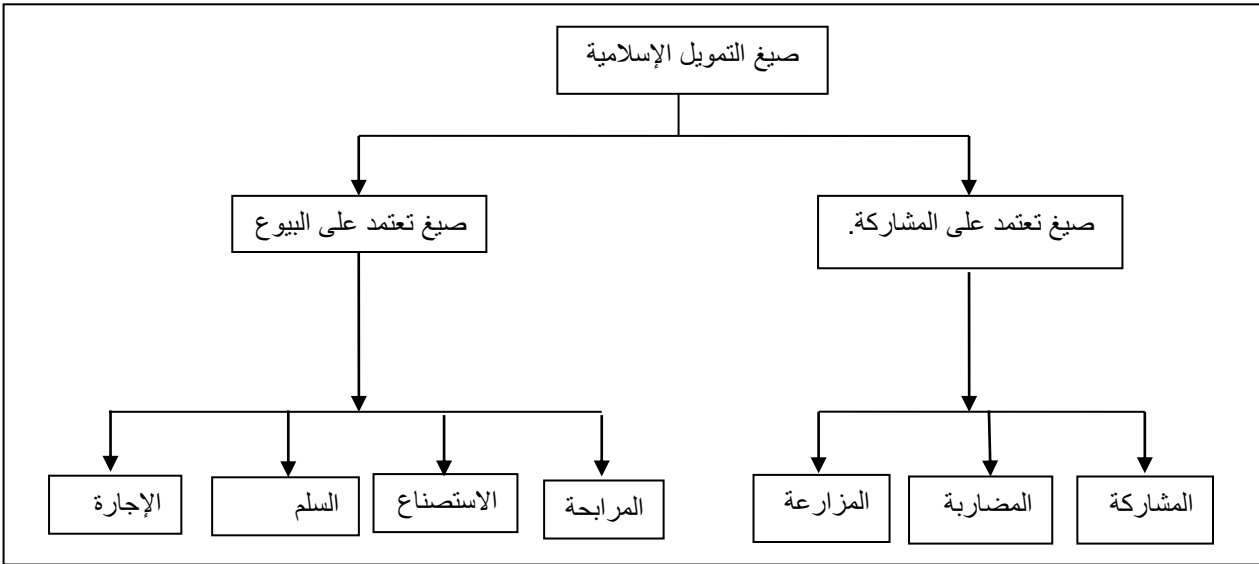 صيغ التمويل الإسلامية
صيغ تعتمد على المشاركة.
صيغ تعتمد على البيوع
المشاركة
المضاربة
المزارعة
المرابحة
الاستصناع
السلم
الإجارة